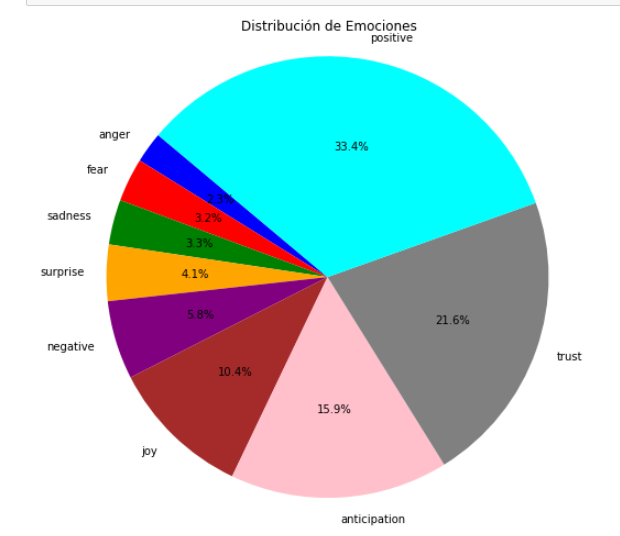 Distribución de Emociones
positive
anger
33.4%
fear
2.3%
3.2%
sadness
3.3%
surprise
4.1%
negative
5.8%
21.6%
trust
10.4%
15.9%
joy
anticipation